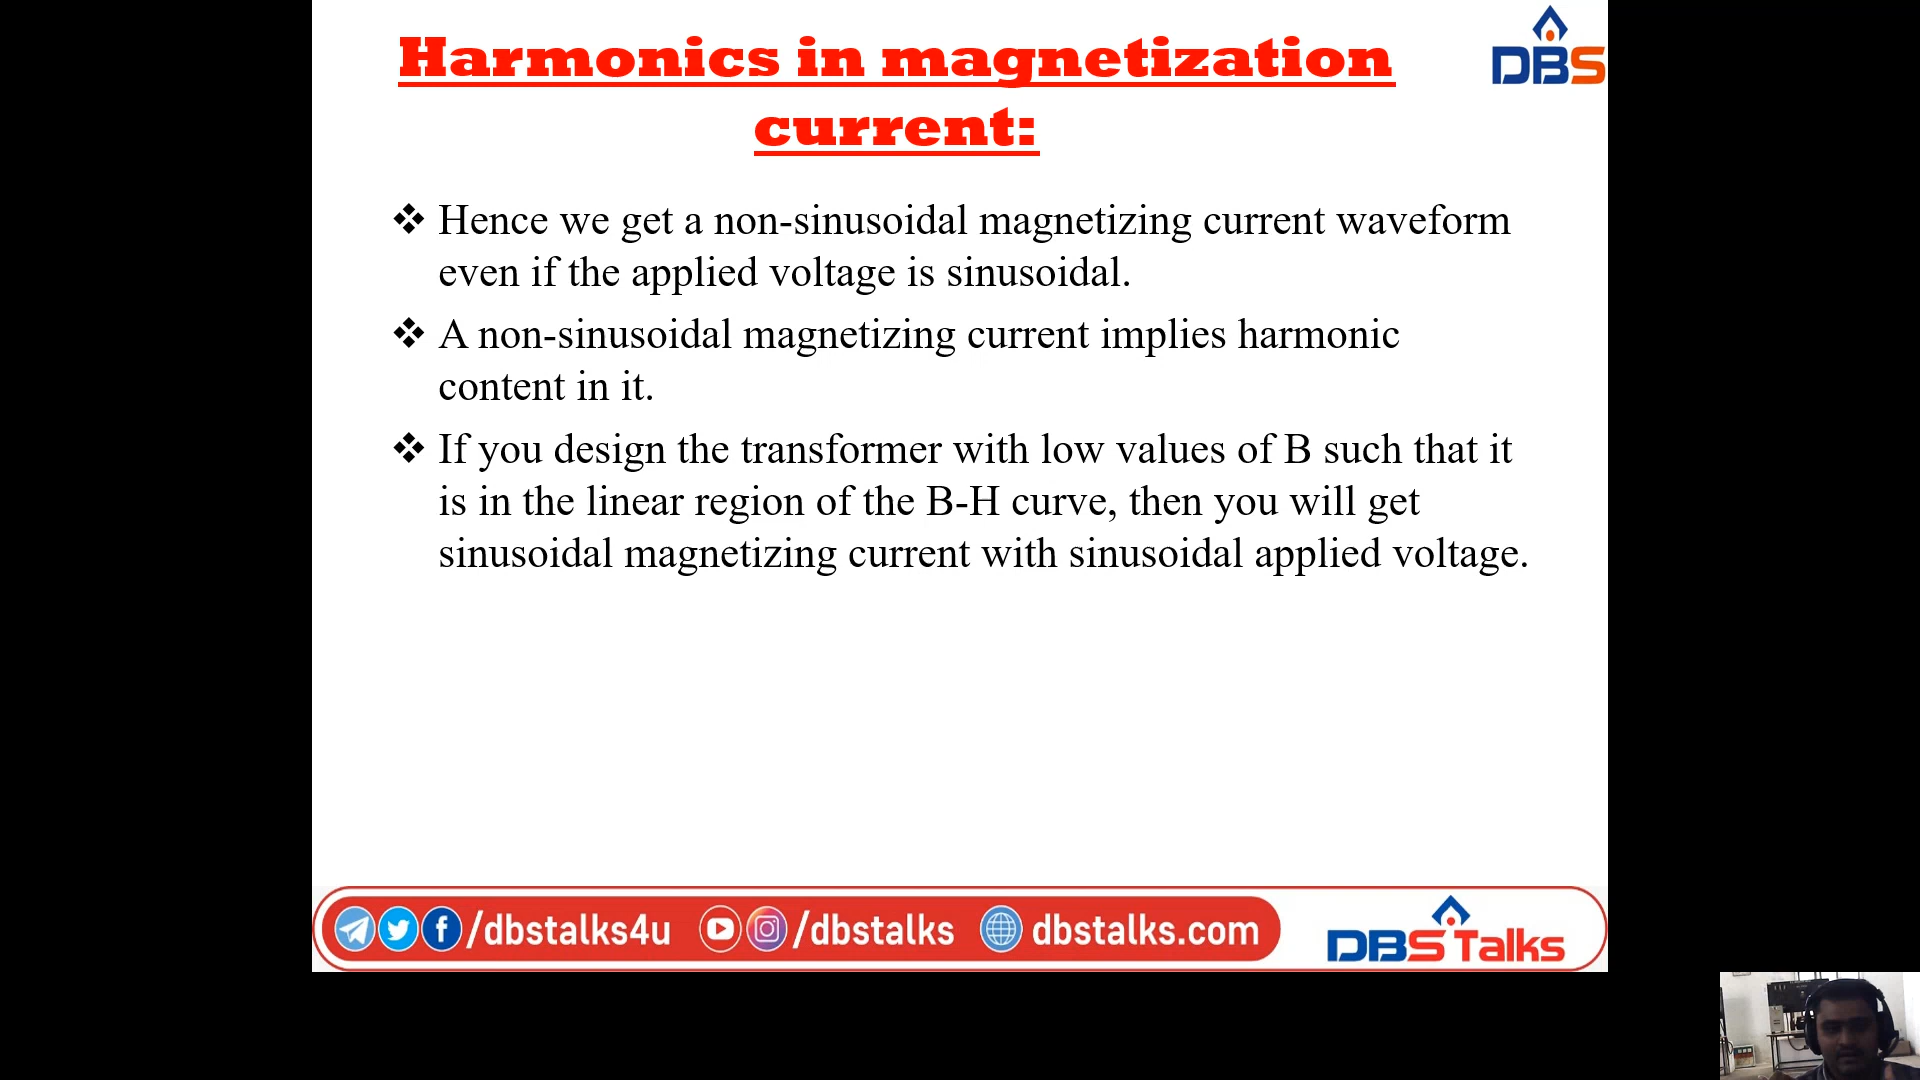 Harmonics in magnetization
current:
DBS
❖ Hence we get a non-sinusoidal magnetizing current waveform
even if the applied voltage is sinusoidal.
❖ A non-sinusoidal magnetizing current implies harmonic
content in it.
❖ If you design the transformer with low values of B such that it
is in the linear region of the B-H curve, then you will get
sinusoidal magnetizing current with sinusoidal applied voltage.
/dbstalks4u /dbstalks dbstalks.com DBS Talks